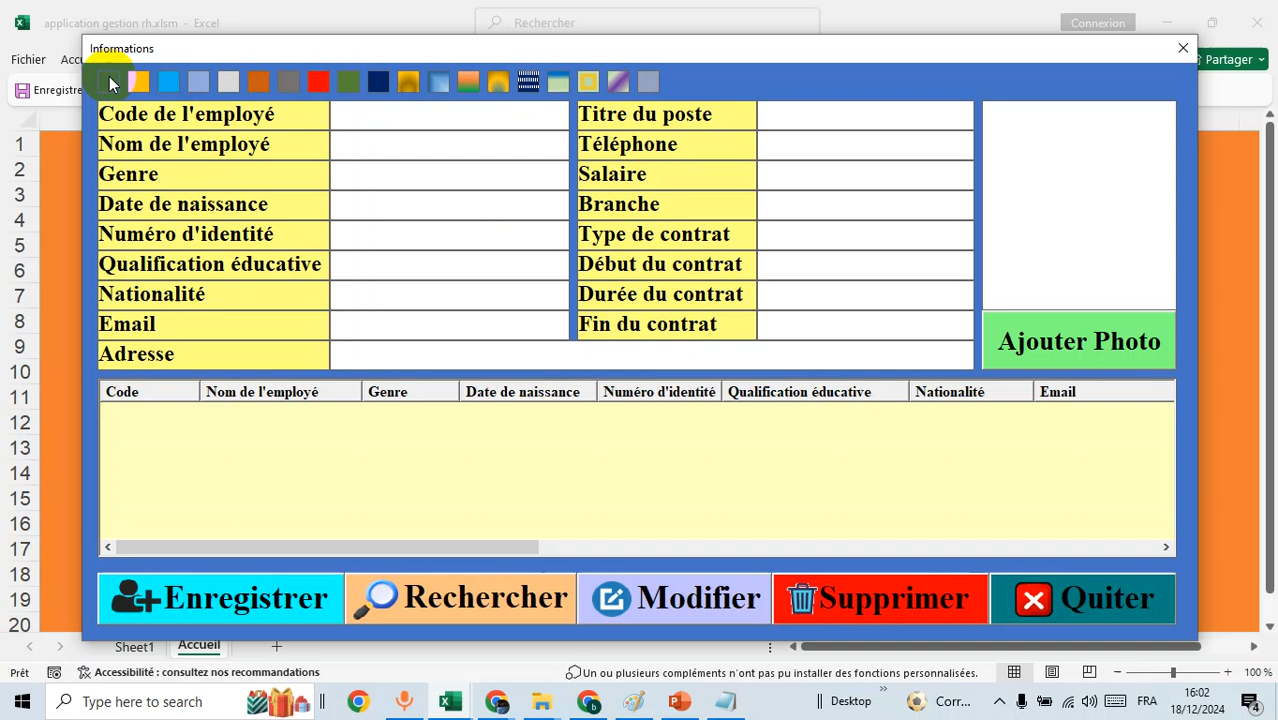 application gestion rh.xlsm - Excel
Rechercher
Connexion
Fichier
Partager
Enregistre
Informations
Code de l'employé
Titre du poste
Nom de l'employé
Téléphone
Genre
Salaire
Date de naissance
Branche
Numéro d'identité
Type de contrat
Qualification éducative
Début du contrat
Nationalité
Durée du contrat
Email
Fin du contrat
Adresse
Ajouter Photo
Code Nom de l'employé Genre Date de naissance Numéro d'identité Qualification éducative Nationalité Email
Enregistrer
Rechercher
Modifier
Supprimer
Quiter
1
2
3
4
5
6
7
8
9
10
11
12
13
14
15
16
17
18
19
20
Sheet1 Accueil
Prêt
Accessibilité : consultez nos recommandations
Un ou plusieurs compléments n'ont pas pu installer des fonctions personnalisées.
100 %
Type here to search
Desktop
Corr...
FRA
16:02
18/12/2024
4